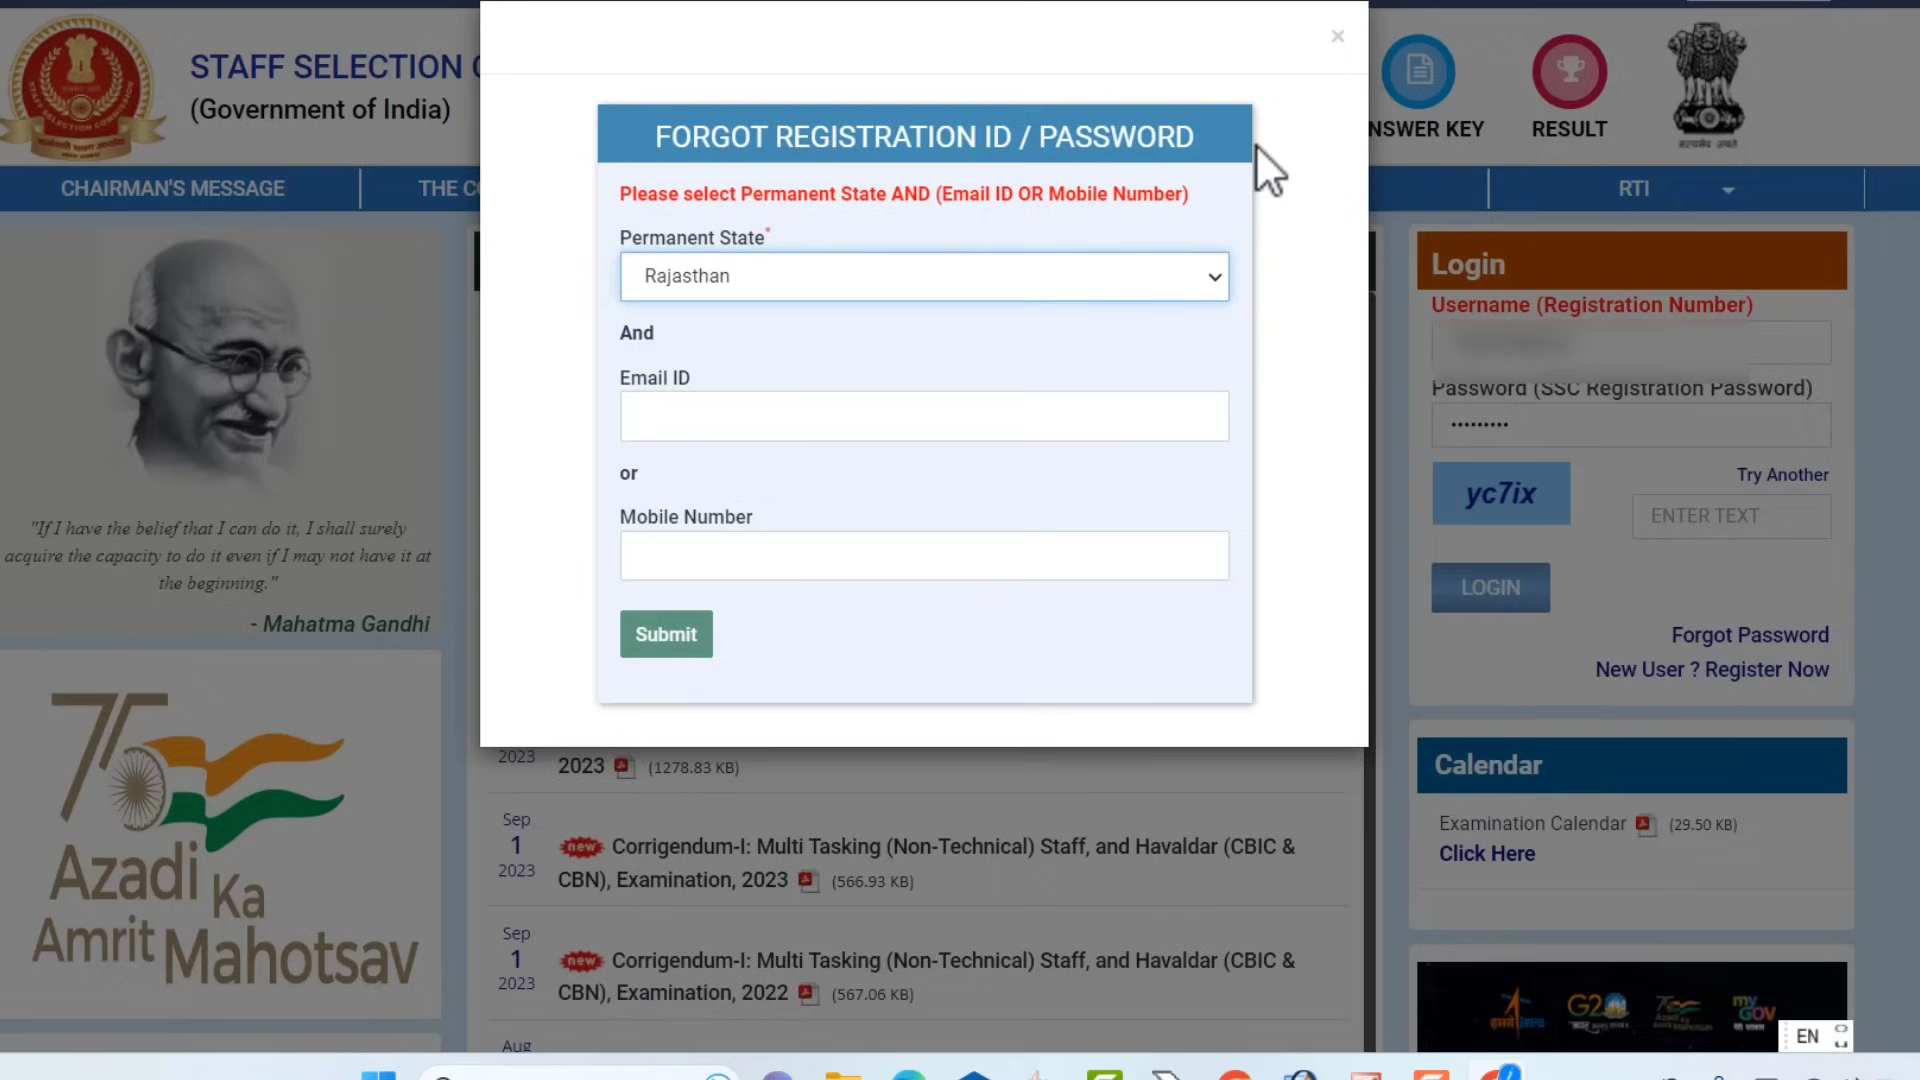 STAFF SELECTION
(Government of India)
NSWER KEY
RESULT
सत्यमेव जयते
CHAIRMAN'S MESSAGE
THE
RTI
×
FORGOT REGISTRATION ID / PASSWORD
Please select Permanent State AND (Email ID OR Mobile Number)
Permanent State*
Rajasthan
And
Email ID
or
Mobile Number
Submit
"If I have the belief that I can do it, I shall surely
acquire the capacity to do it even if I may not have it at
the beginning."
- Mahatma Gandhi
75
Azadi Ka
Amrit Mahotsav
2023
2023 (1278.83 KB)
Sep
1
2023
new Corrigendum-I: Multi Tasking (Non-Technical) Staff, and Havaldar (CBIC &
CBN), Examination, 2023 (566.93 KB)
Sep
1
2023
new Corrigendum-I: Multi Tasking (Non-Technical) Staff, and Havaldar (CBIC &
CBN), Examination, 2022 (567.06 KB)
Aug
Login
Username (Registration Number)
Password (SSC Registration Password)
•••••••••
yc7ix
Try Another
ENTER TEXT
LOGIN
Forgot Password
New User ? Register Now
Calendar
Examination Calendar (29.50 KB)
Click Here
G20
my
GOV
EN